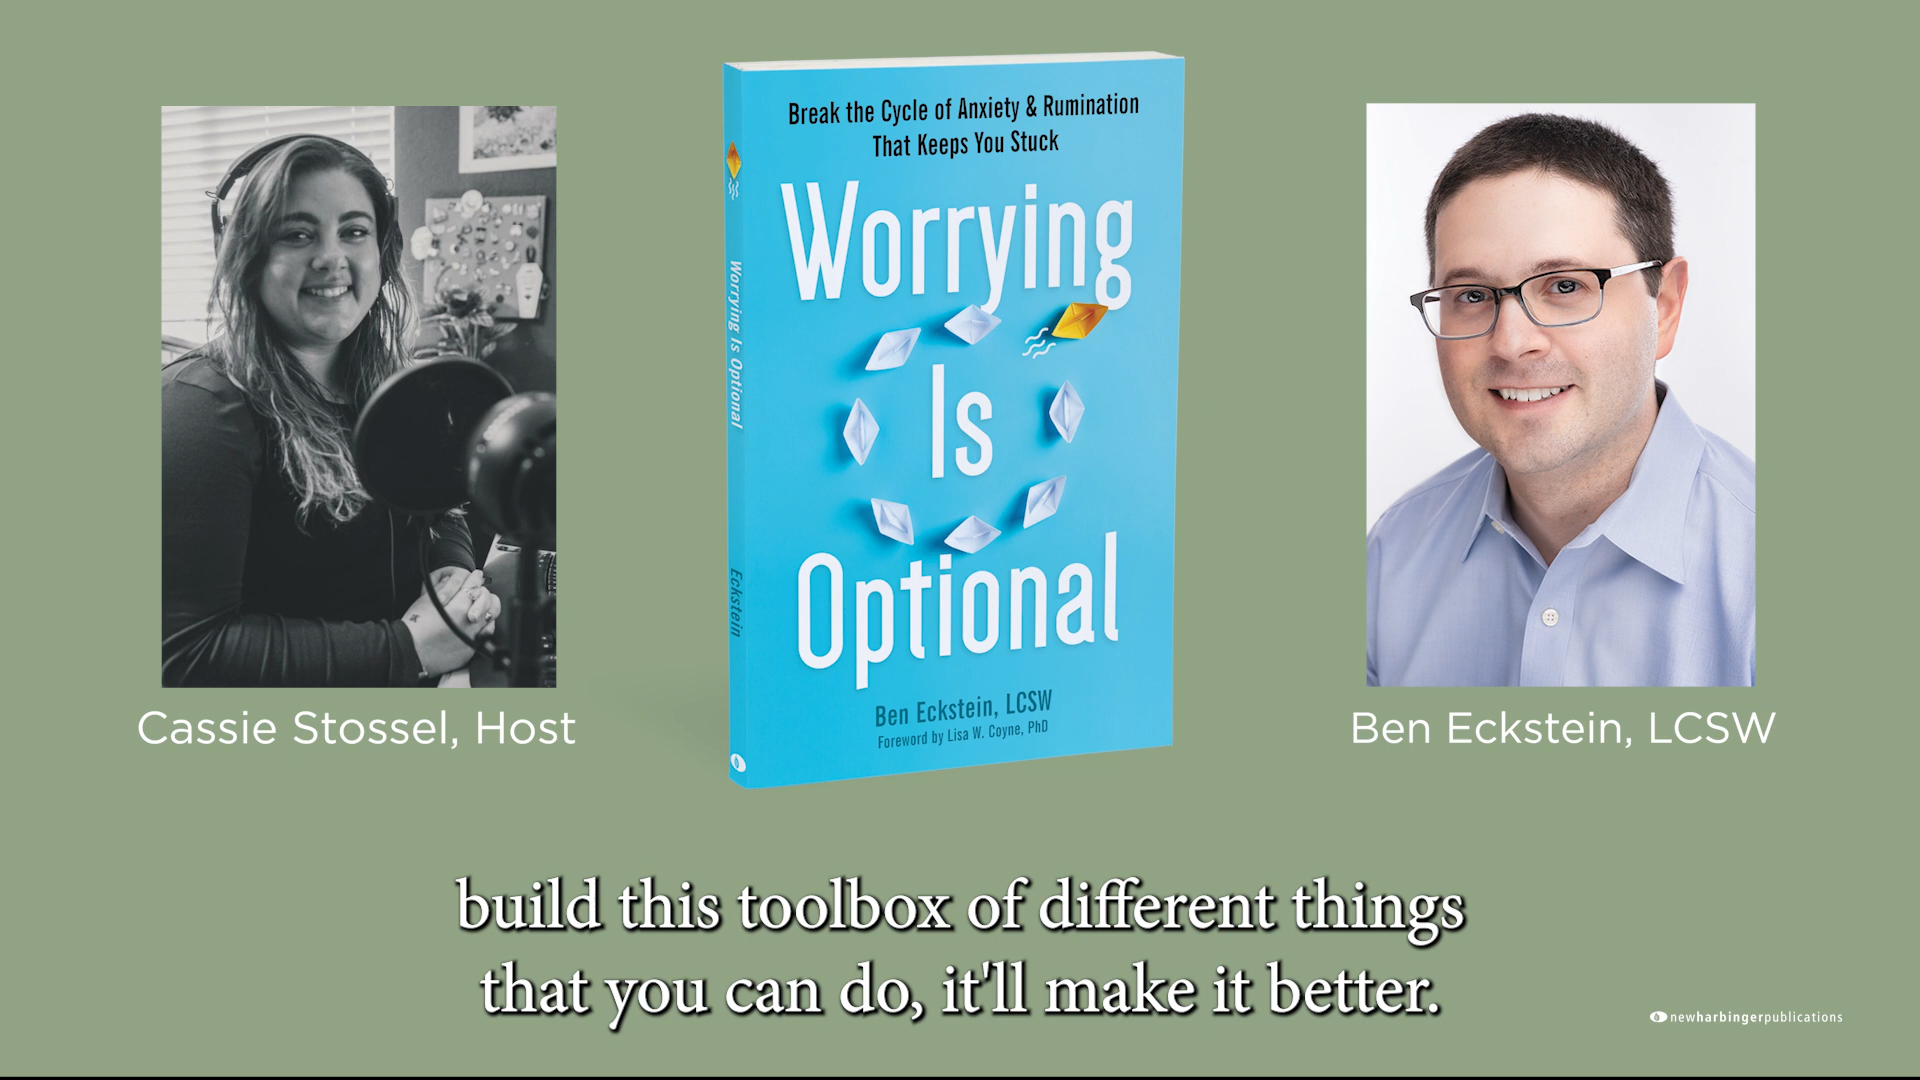 Break the Cycle of Anxiety & Rumination
That Keeps You Stuck
Worrying
Is
Optional
Ben Eckstein, LCSW
Foreword by Lisa W. Coyne, PhD
Worrying Is Optional
Eckstein
Cassie Stossel, Host
Ben Eckstein, LCSW
build this toolbox of different things
that you can do, it'll make it better.
newharbingerpublications